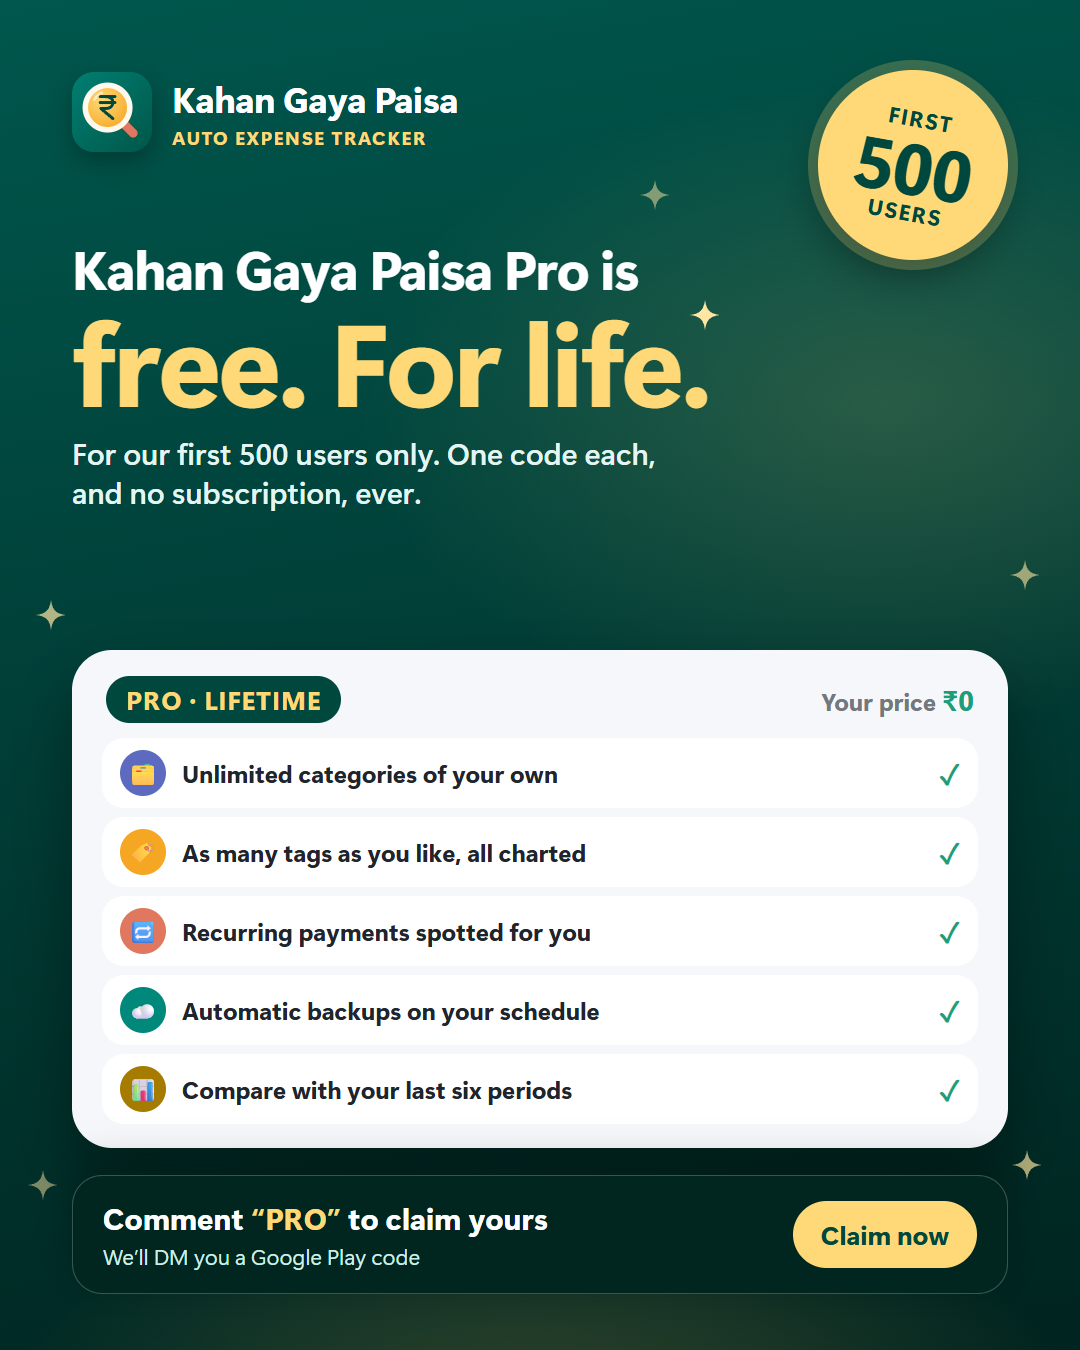 Kahan Gaya Paisa
AUTO EXPENSE TRACKER
FIRST
500
USERS
Kahan Gaya Paisa Pro is
free. For life.
For our first 500 users only. One code each,
and no subscription, ever.
PRO · LIFETIME
Your price ₹0
Unlimited categories of your own ✓
As many tags as you like, all charted ✓
Recurring payments spotted for you ✓
Automatic backups on your schedule ✓
Compare with your last six periods ✓
Comment “PRO” to claim yours
We’ll DM you a Google Play code
Claim now